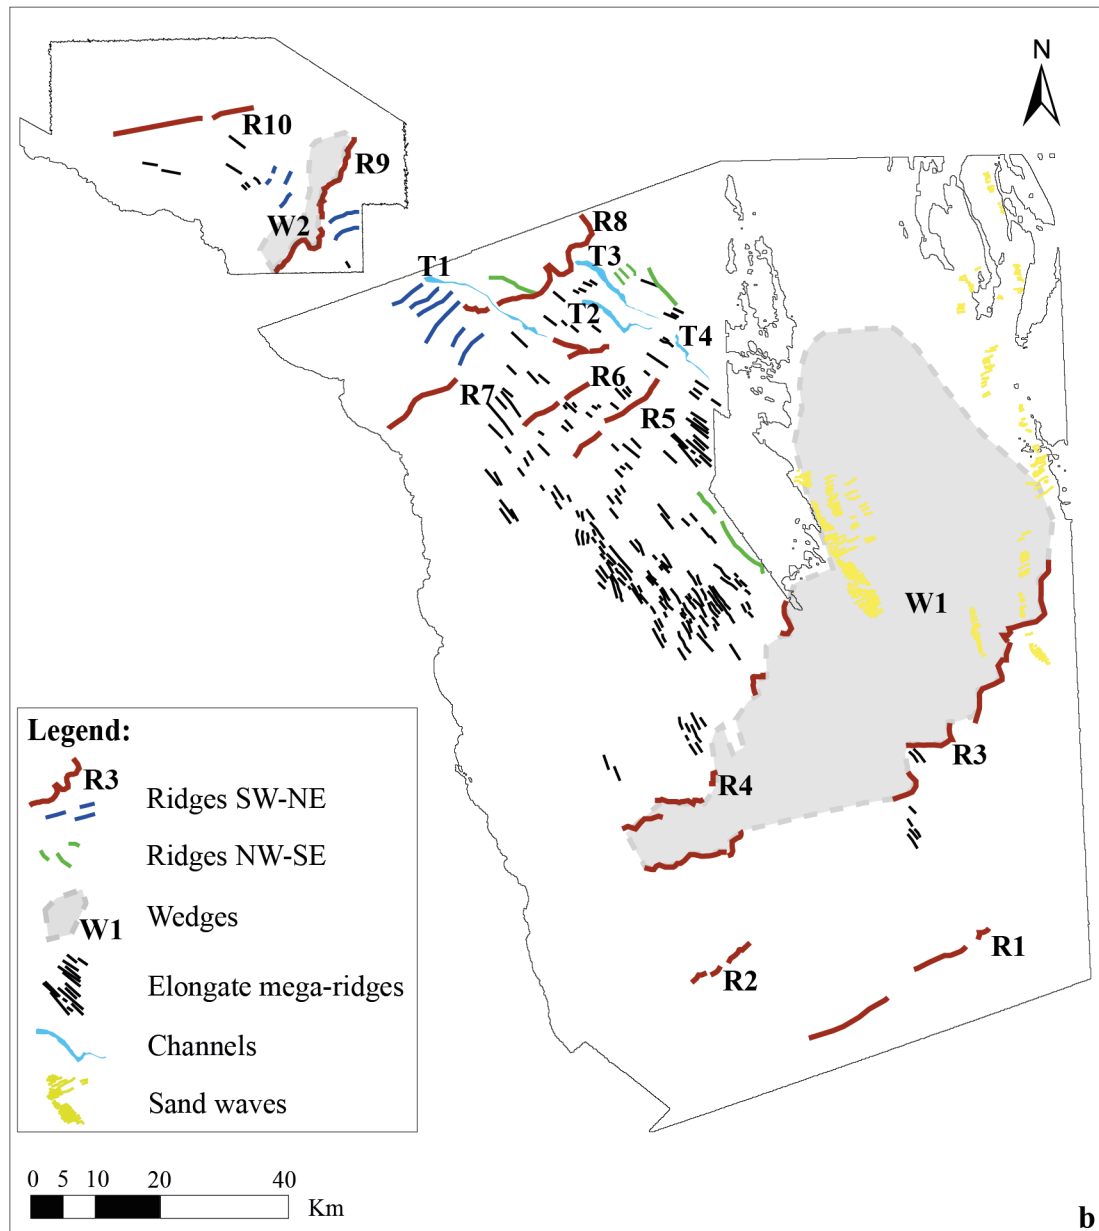 N
R10
R9
W2
R8
T3
T1
T2
T4
R7
R6
R5
W1
R3
R4
R1
R2
Legend:
R3
Ridges SW-NE
Ridges NW-SE
W1
Wedges
Elongate mega-ridges
Channels
Sand waves
0 5 10 20 40
Km
b